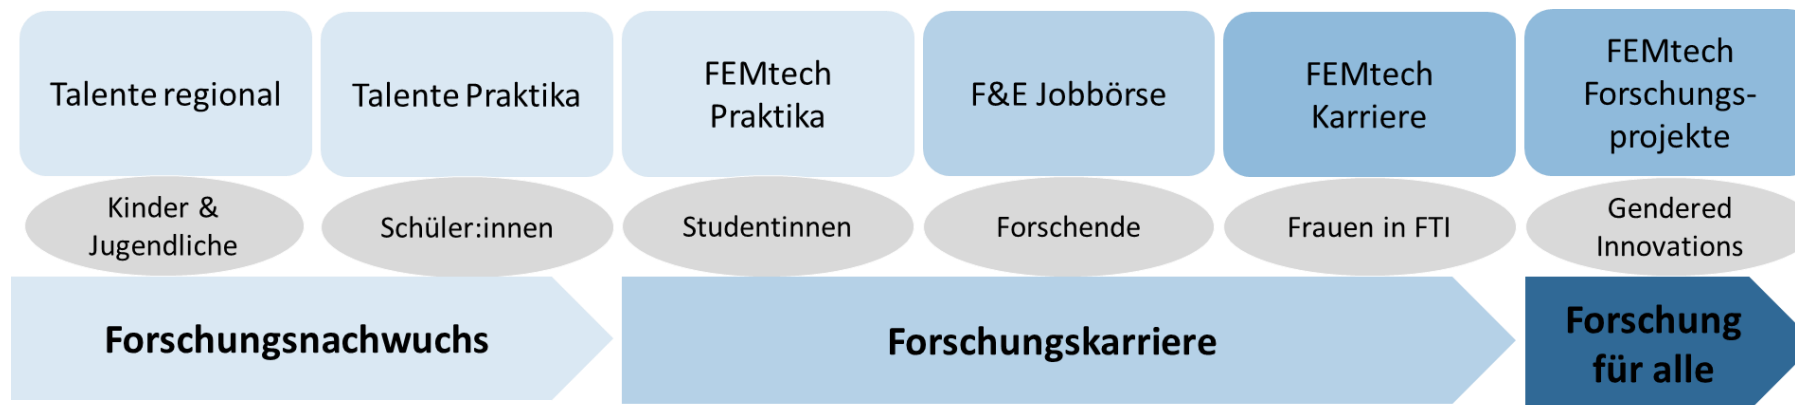 Talente regional
Talente Praktika
FEMtech
Praktika
F&E Jobbörse
FEMtech
Karriere
FEMtech
Forschungs-
projekte
Kinder &
Jugendliche
Schüler:innen
Studentinnen
Forschende
Frauen in FTI
Gendered
Innovations
Forschungsnachwuchs
Forschungskarriere
Forschung
für alle